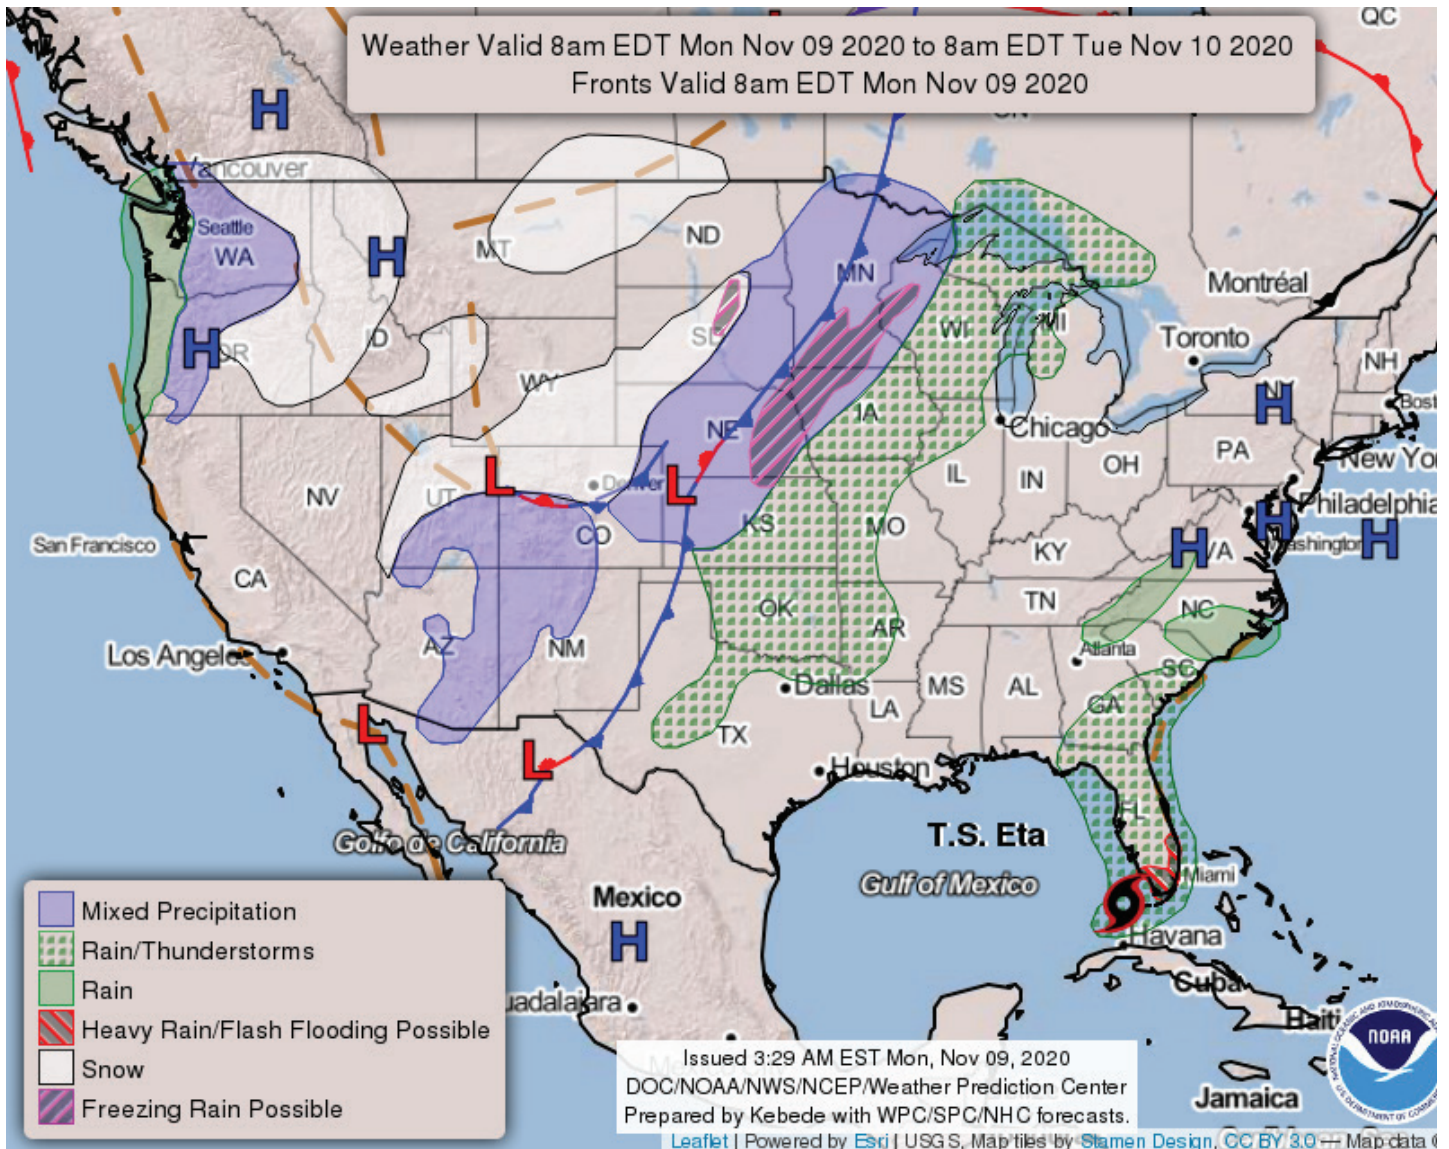 QC
Weather Valid 8am EDT Mon Nov 09 2020 to 8am EDT Tue Nov 10 2020
Fronts Valid 8am EDT Mon Nov 09 2020
H
Vancouver
Seattle
WA
H
MT
ND
MN
Montréal
H
OR
ID
SD
WI
MI
Toronto
NH
WY
NE
IA
Chicago
H
NY
Bost
PA
New Yo
L
UT
Denver
L
NV
IL
IN
OH
Philadelphia
San Francisco
CO
KS
MO
KY
H
VA
H
Washington
H
CA
OK
TN
NC
Los Angeles
AZ
NM
AR
Atlanta
SC
Dallas
MS
AL
GA
L
TX
LA
L
Houston
FL
Golfo de California
T.S. Eta
Gulf of Mexico
Miami
Mexico
H
Havana
Cuba
uadalajara
Haiti
Jamaica
Mixed Precipitation
Rain/Thunderstorms
Rain
Heavy Rain/Flash Flooding Possible
Snow
Freezing Rain Possible
NOAA
Issued 3:29 AM EST Mon, Nov 09, 2020
DOC/NOAA/NWS/NCEP/Weather Prediction Center
Prepared by Kebede with WPC/SPC/NHC forecasts.
Leaflet | Powered by Esri | USGS, Map tiles by Stamen Design, CC BY 3.0 — Map data ©